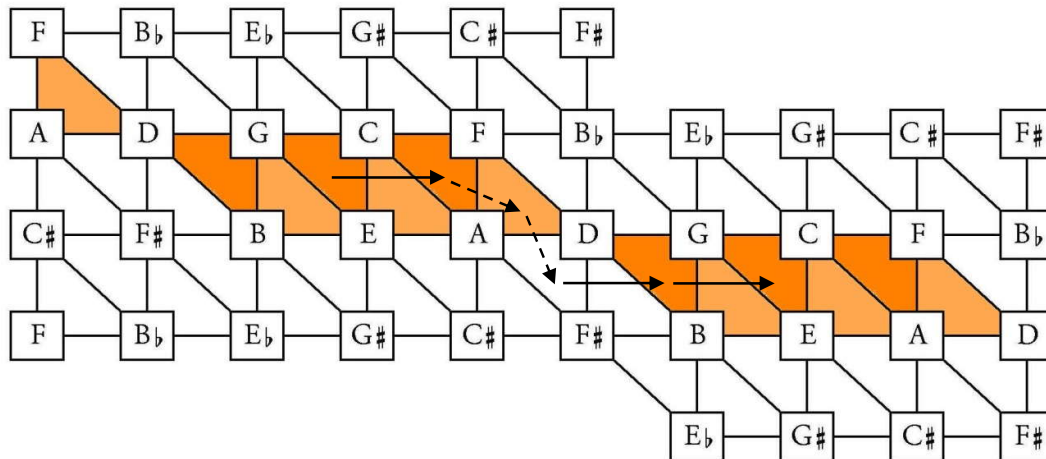 F B♭ E♭ G♯ C♯ F♯
A D G C F B♭ E♭ G♯ C♯ F♯
C♯ F♯ B E A D G C F B♭
F B♭ E♭ G♯ C♯ F♯ B E A D
E♭ G♯ C♯ F♯